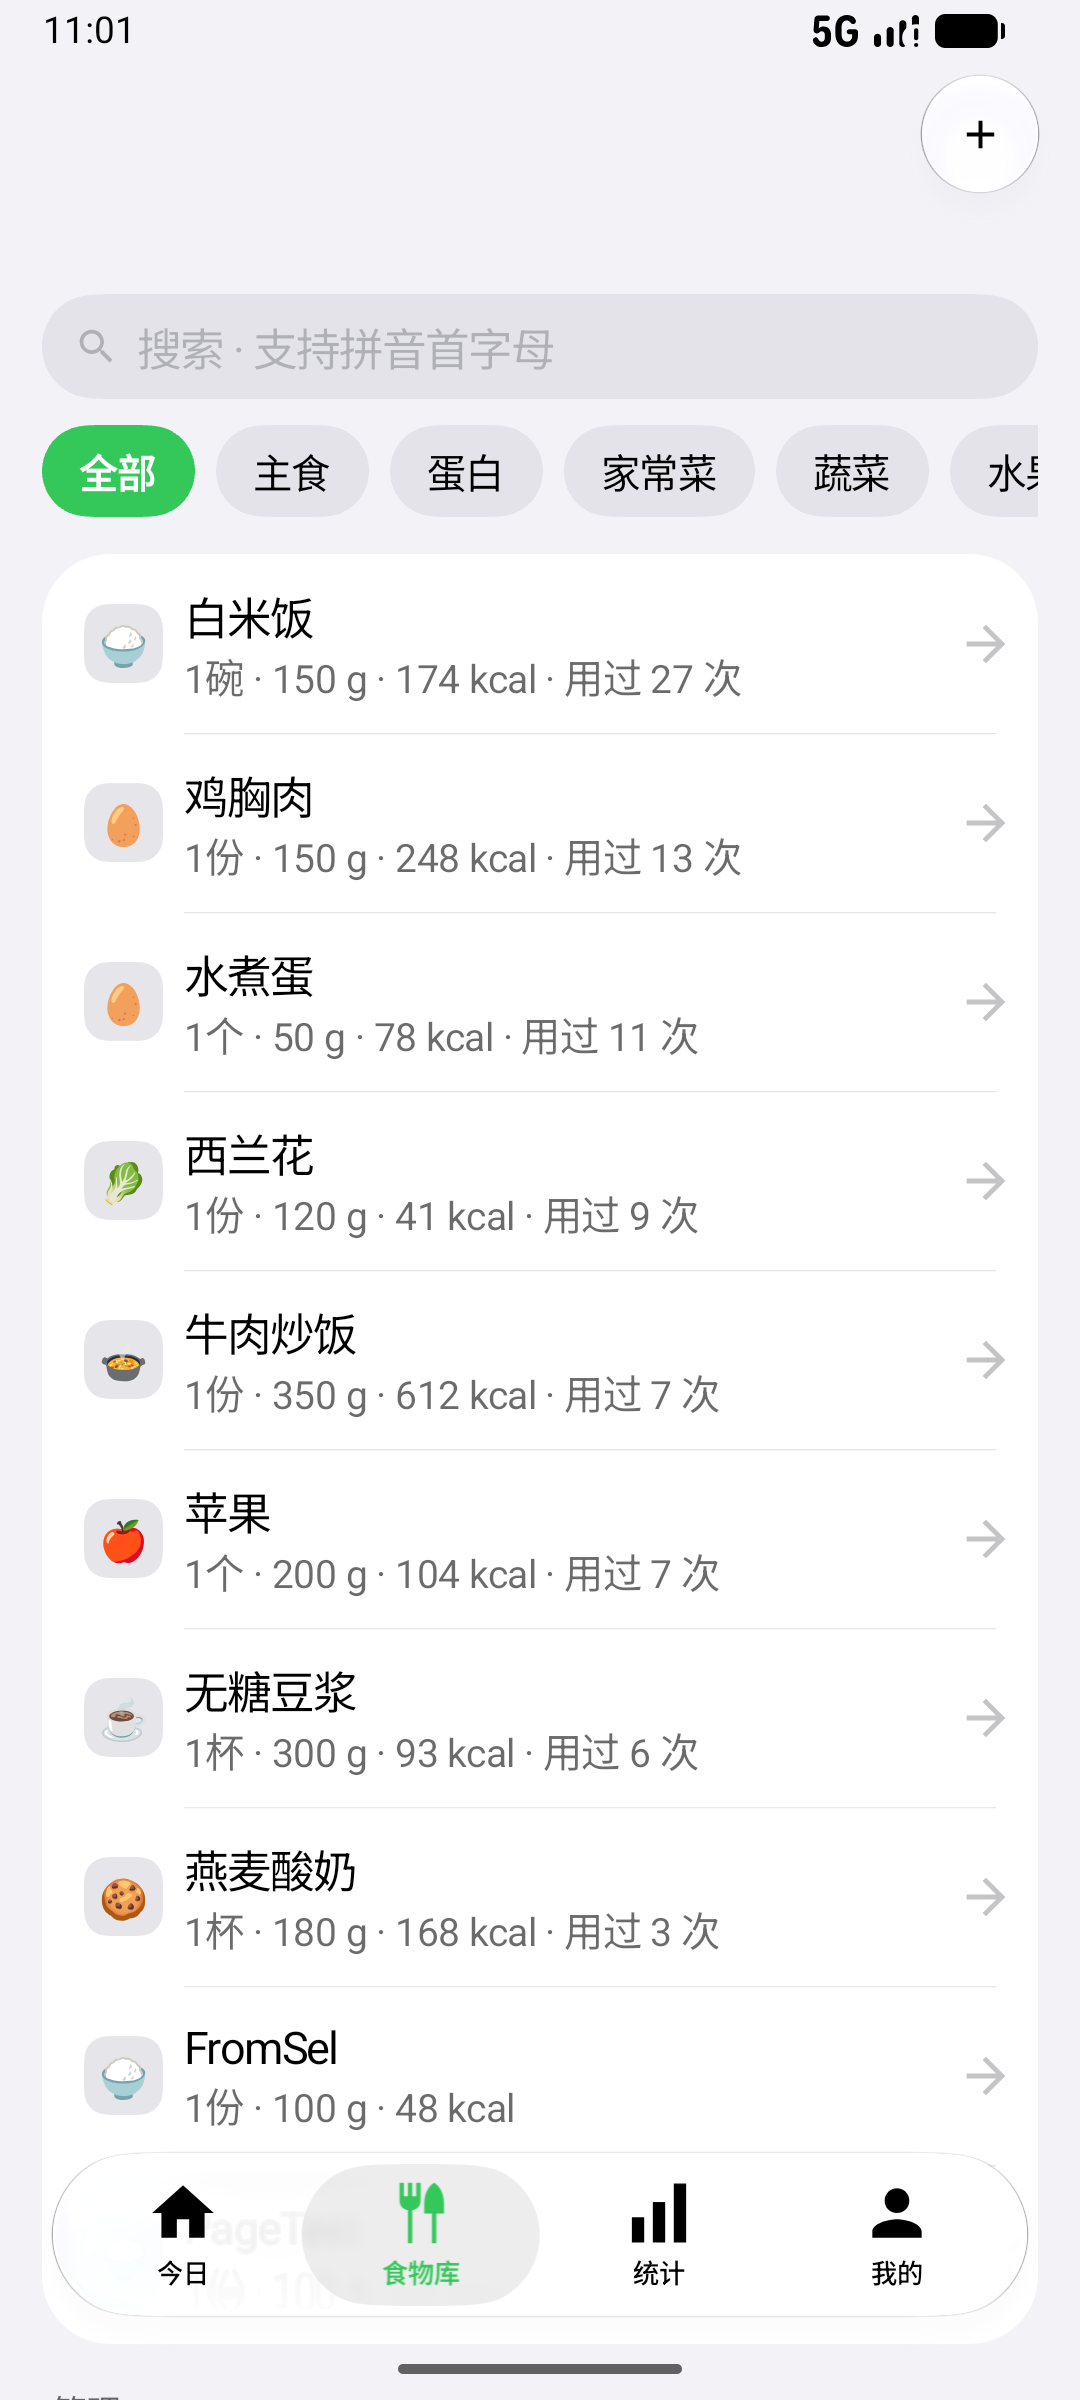 11:01
5G
搜索 · 支持拼音首字母
全部
主食
蛋白
家常菜
蔬菜
水果
白米饭
1碗 · 150 g · 174 kcal · 用过 27 次
鸡胸肉
1份 · 150 g · 248 kcal · 用过 13 次
水煮蛋
1个 · 50 g · 78 kcal · 用过 11 次
西兰花
1份 · 120 g · 41 kcal · 用过 9 次
牛肉炒饭
1份 · 350 g · 612 kcal · 用过 7 次
苹果
1个 · 200 g · 104 kcal · 用过 7 次
无糖豆浆
1杯 · 300 g · 93 kcal · 用过 6 次
燕麦酸奶
1杯 · 180 g · 168 kcal · 用过 3 次
FromSel
1份 · 100 g · 48 kcal
今日
食物库
统计
我的